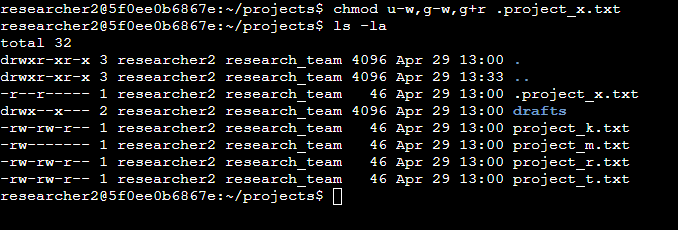 researcher2@5f0ee0b6867e:~/projects$ chmod u-w,g-w,g+r .project_x.txt
researcher2@5f0ee0b6867e:~/projects$ ls -la
total 32
drwxr-xr-x 3 researcher2 research_team 4096 Apr 29 13:00 .
drwxr-xr-x 3 researcher2 research_team 4096 Apr 29 13:33 ..
-r--r----- 1 researcher2 research_team   46 Apr 29 13:00 .project_x.txt
drwx--x--- 2 researcher2 research_team 4096 Apr 29 13:00 drafts
-rw-rw-r-- 1 researcher2 research_team   46 Apr 29 13:00 project_k.txt
-rw------- 1 researcher2 research_team   46 Apr 29 13:00 project_m.txt
-rw-rw-r-- 1 researcher2 research_team   46 Apr 29 13:00 project_r.txt
-rw-rw-r-- 1 researcher2 research_team   46 Apr 29 13:00 project_t.txt
researcher2@5f0ee0b6867e:~/projects$